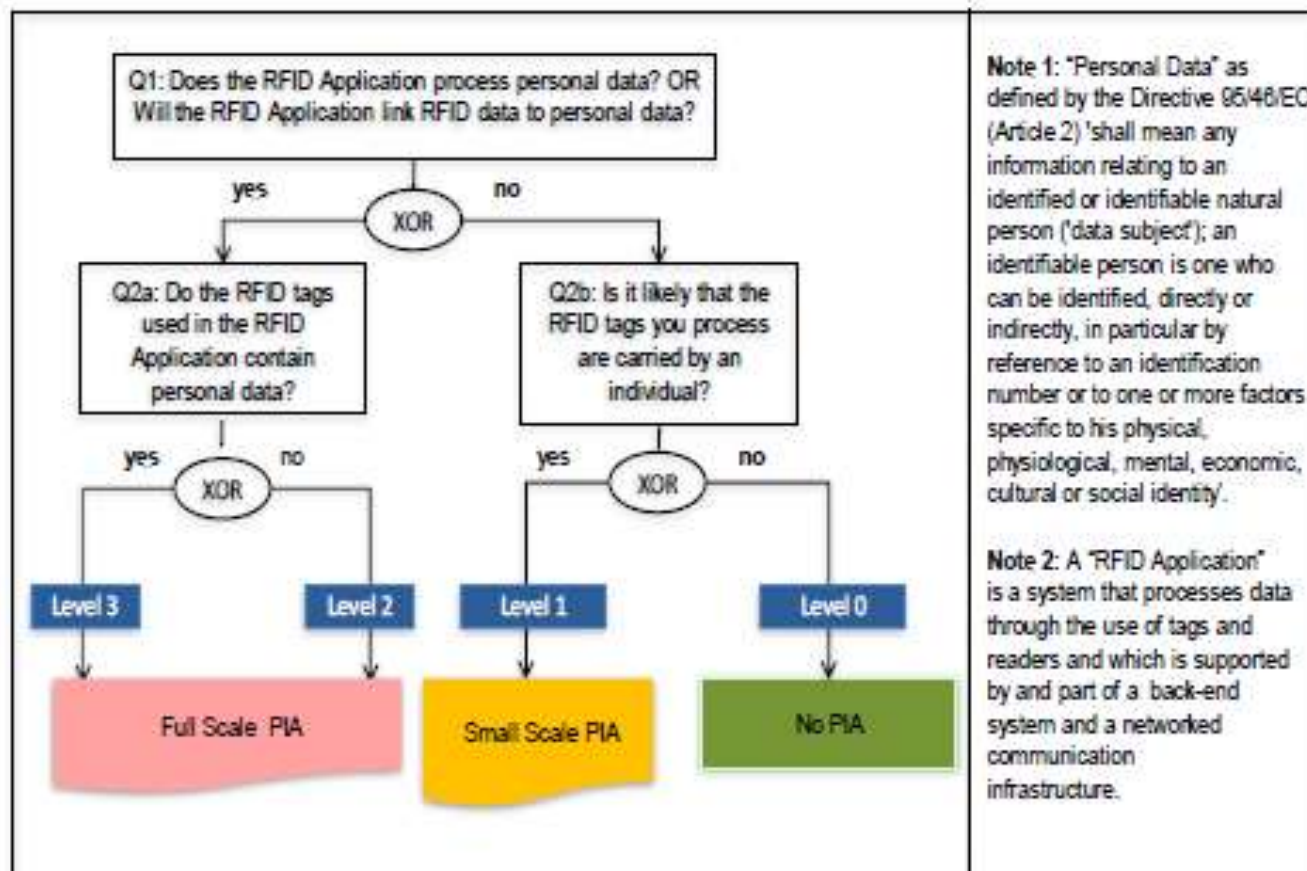 Q1: Does the RFID Application process personal data? OR
Will the RFID Application link RFID data to personal data?
yes
no
XOR
Q2a: Do the RFID tags
used in the RFID
Application contain
personal data?
Q2b: Is it likely that the
RFID tags you process
are carried by an
individual?
yes
no
XOR
yes
no
XOR
Level 3
Level 2
Level 1
Level 0
Full Scale PIA
Small Scale PIA
No PIA
Note 1: "Personal Data" as
defined by the Directive 95/46/EC
(Article 2) 'shall mean any
information relating to an
identified or identifiable natural
person ('data subject'); an
identifiable person is one who
can be identified, directly or
indirectly, in particular by
reference to an identification
number or to one or more factors
specific to his physical,
physiological, mental, economic,
cultural or social identity'.
Note 2: A "RFID Application"
is a system that processes data
through the use of tags and
readers and which is supported
by and part of a back-end
system and a networked
communication
infrastructure.